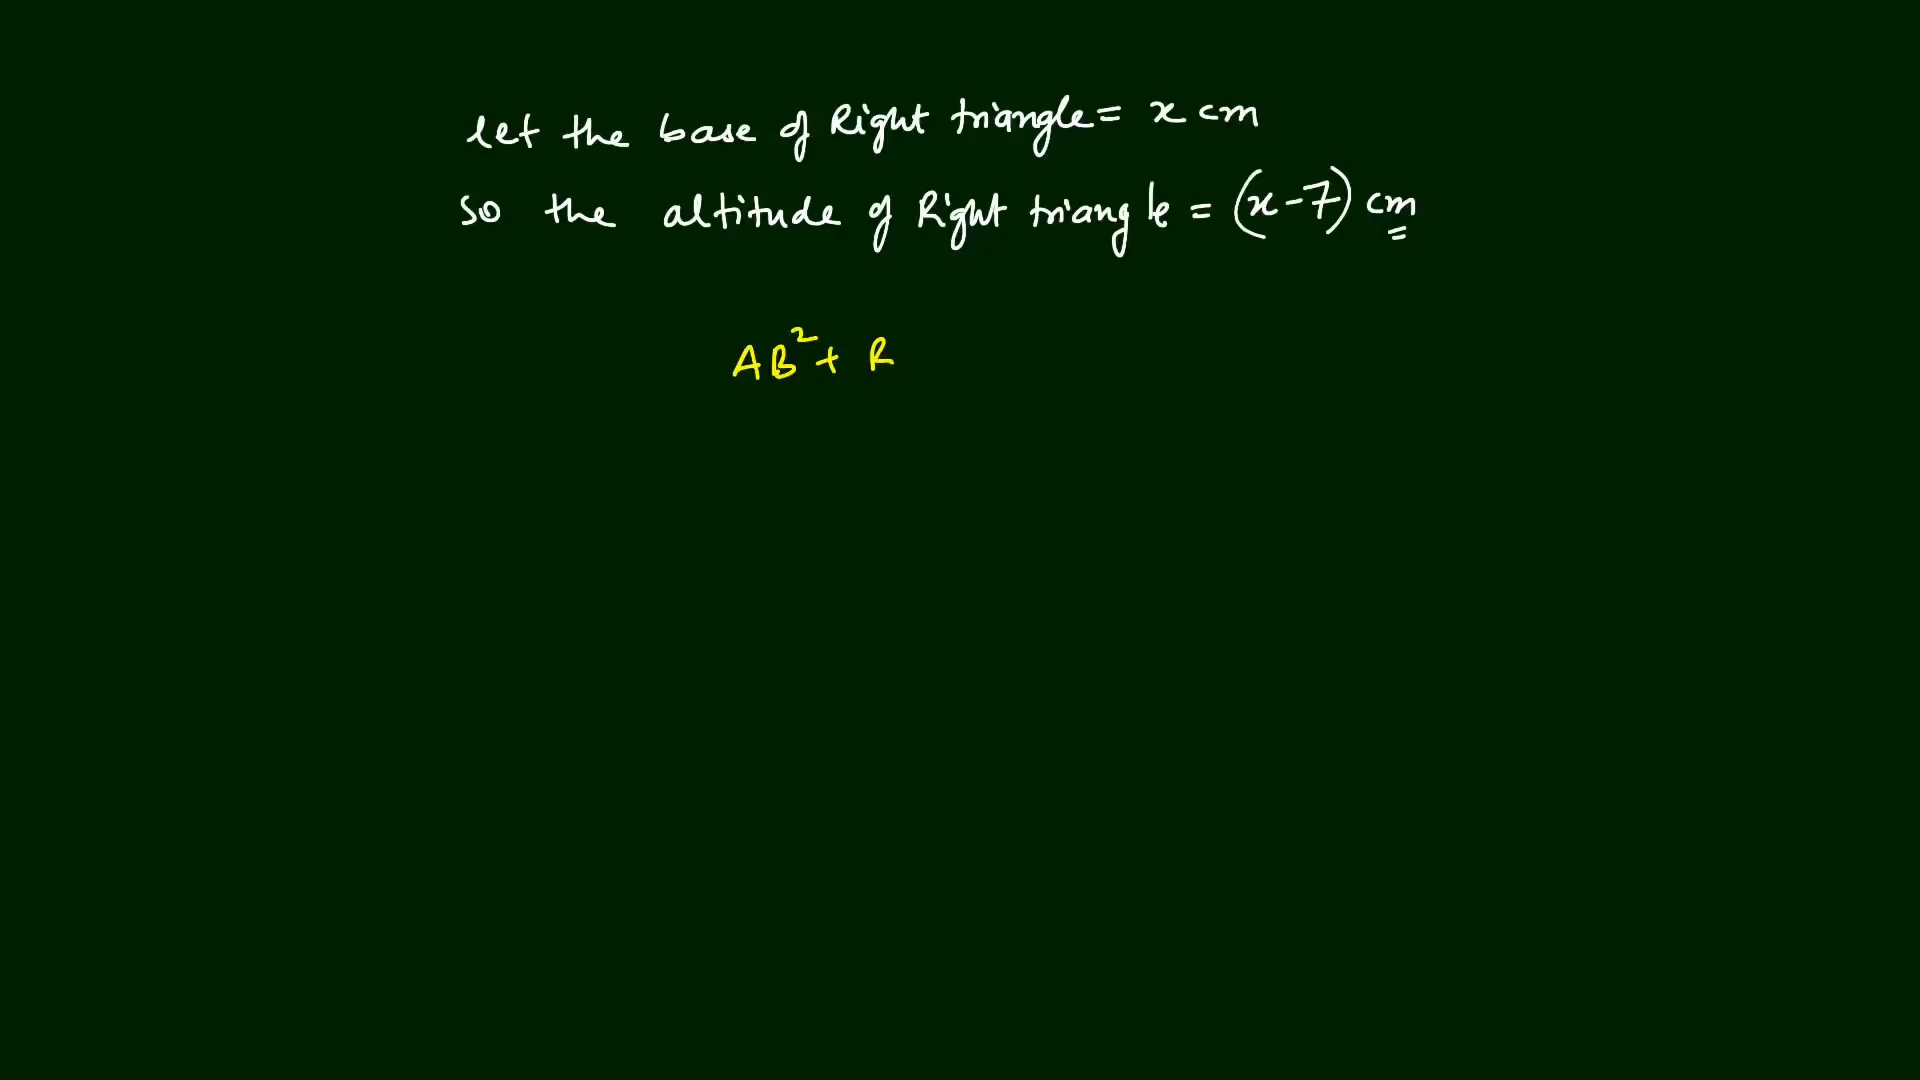 let the base of Right triangle = x cm
so the altitude of Right triangle = (x-7) cm
AB² + R